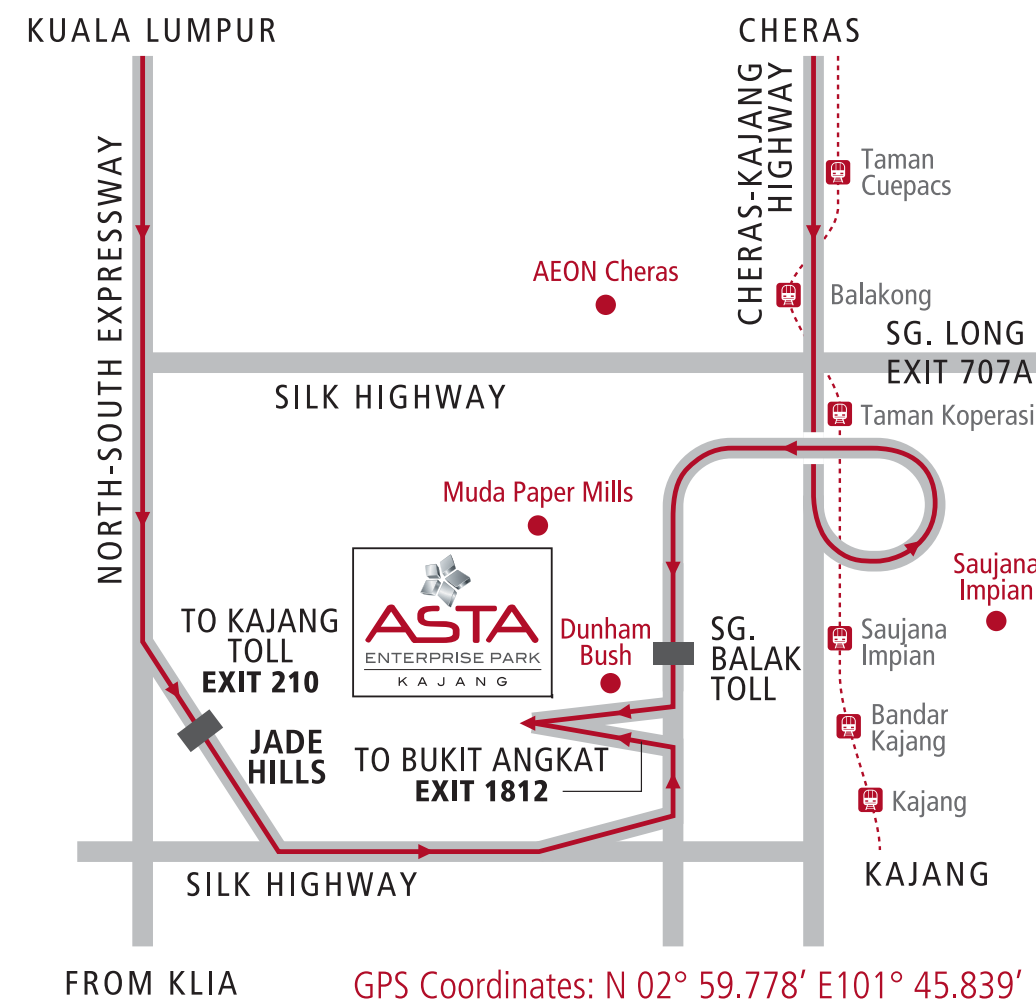 KUALA LUMPUR
CHERAS
CHERAS-KAJANG
HIGHWAY
NORTH-SOUTH EXPRESSWAY
Taman
Cuepacs
AEON Cheras
Balakong
SG. LONG
EXIT 707A
SILK HIGHWAY
Taman Koperasi
Muda Paper Mills
Saujana
Impian
ASTA
ENTERPRISE PARK
KAJANG
TO KAJANG
TOLL
EXIT 210
Dunham
Bush
SG.
BALAK
TOLL
Saujana
Impian
Bandar
Kajang
JADE
HILLS
TO BUKIT ANGKAT
EXIT 1812
Kajang
KAJANG
SILK HIGHWAY
FROM KLIA
GPS Coordinates: N 02° 59.778′ E101° 45.839′